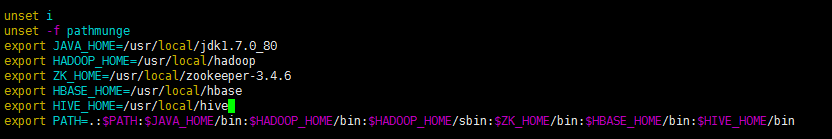 unset i
unset -f pathmunge
export JAVA_HOME=/usr/local/jdk1.7.0_80
export HADOOP_HOME=/usr/local/hadoop
export ZK_HOME=/usr/local/zookeeper-3.4.6
export HBASE_HOME=/usr/local/hbase
export HIVE_HOME=/usr/local/hive
export PATH=.:$PATH:$JAVA_HOME/bin:$HADOOP_HOME/bin:$HADOOP_HOME/sbin:$ZK_HOME/bin:$HBASE_HOME/bin:$HIVE_HOME/bin